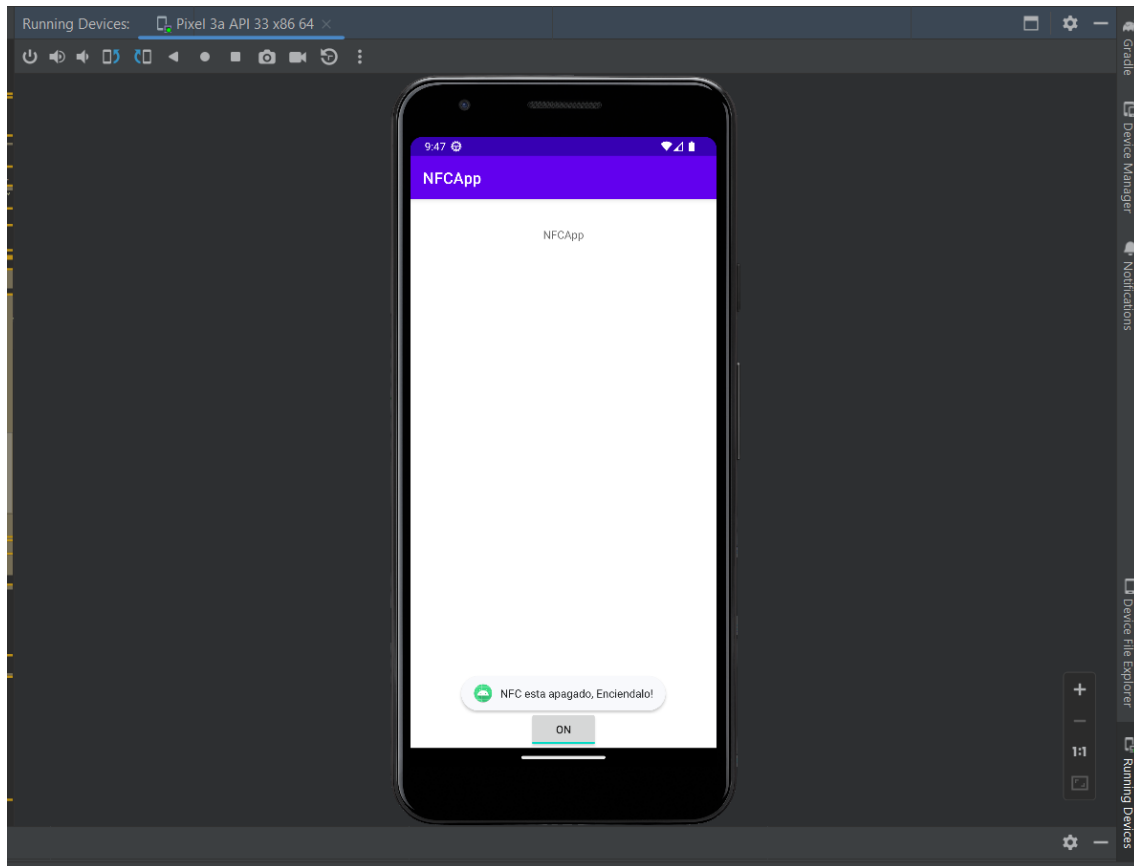 Running Devices: Pixel 3a API 33 x86 64
9:47
NFCApp
NFCApp
NFC esta apagado, Enciendalo!
ON
1:1
Gradle
Device Manager
Notifications
Device File Explorer
Running Devices